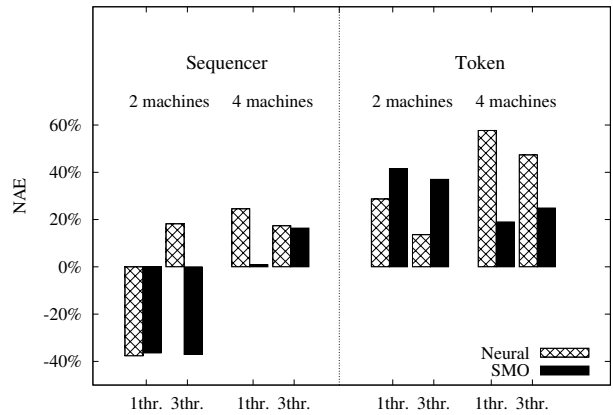 Sequencer Token
2 machines 4 machines 2 machines 4 machines
60%
40%
20%
0%
-20%
-40%
NAE
Neural
SMO
1thr. 3thr. 1thr. 3thr. 1thr. 3thr. 1thr. 3thr.